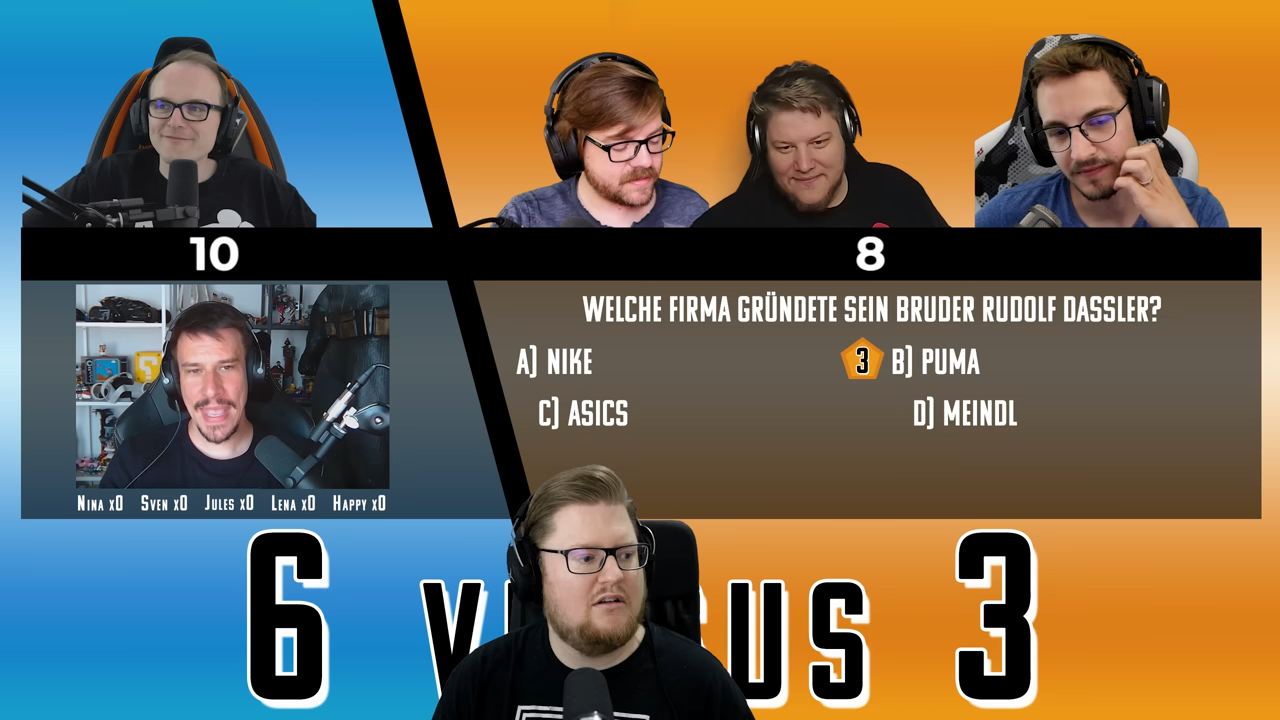 10
8
WELCHE FIRMA GRÜNDETE SEIN BRUDER RUDOLF DASSLER?
A) NIKE
3 B) PUMA
C) ASICS
D) MEINDL
NINA X0 SVEN X0 JULES X0 LENA X0 HAPPY X0
6
3